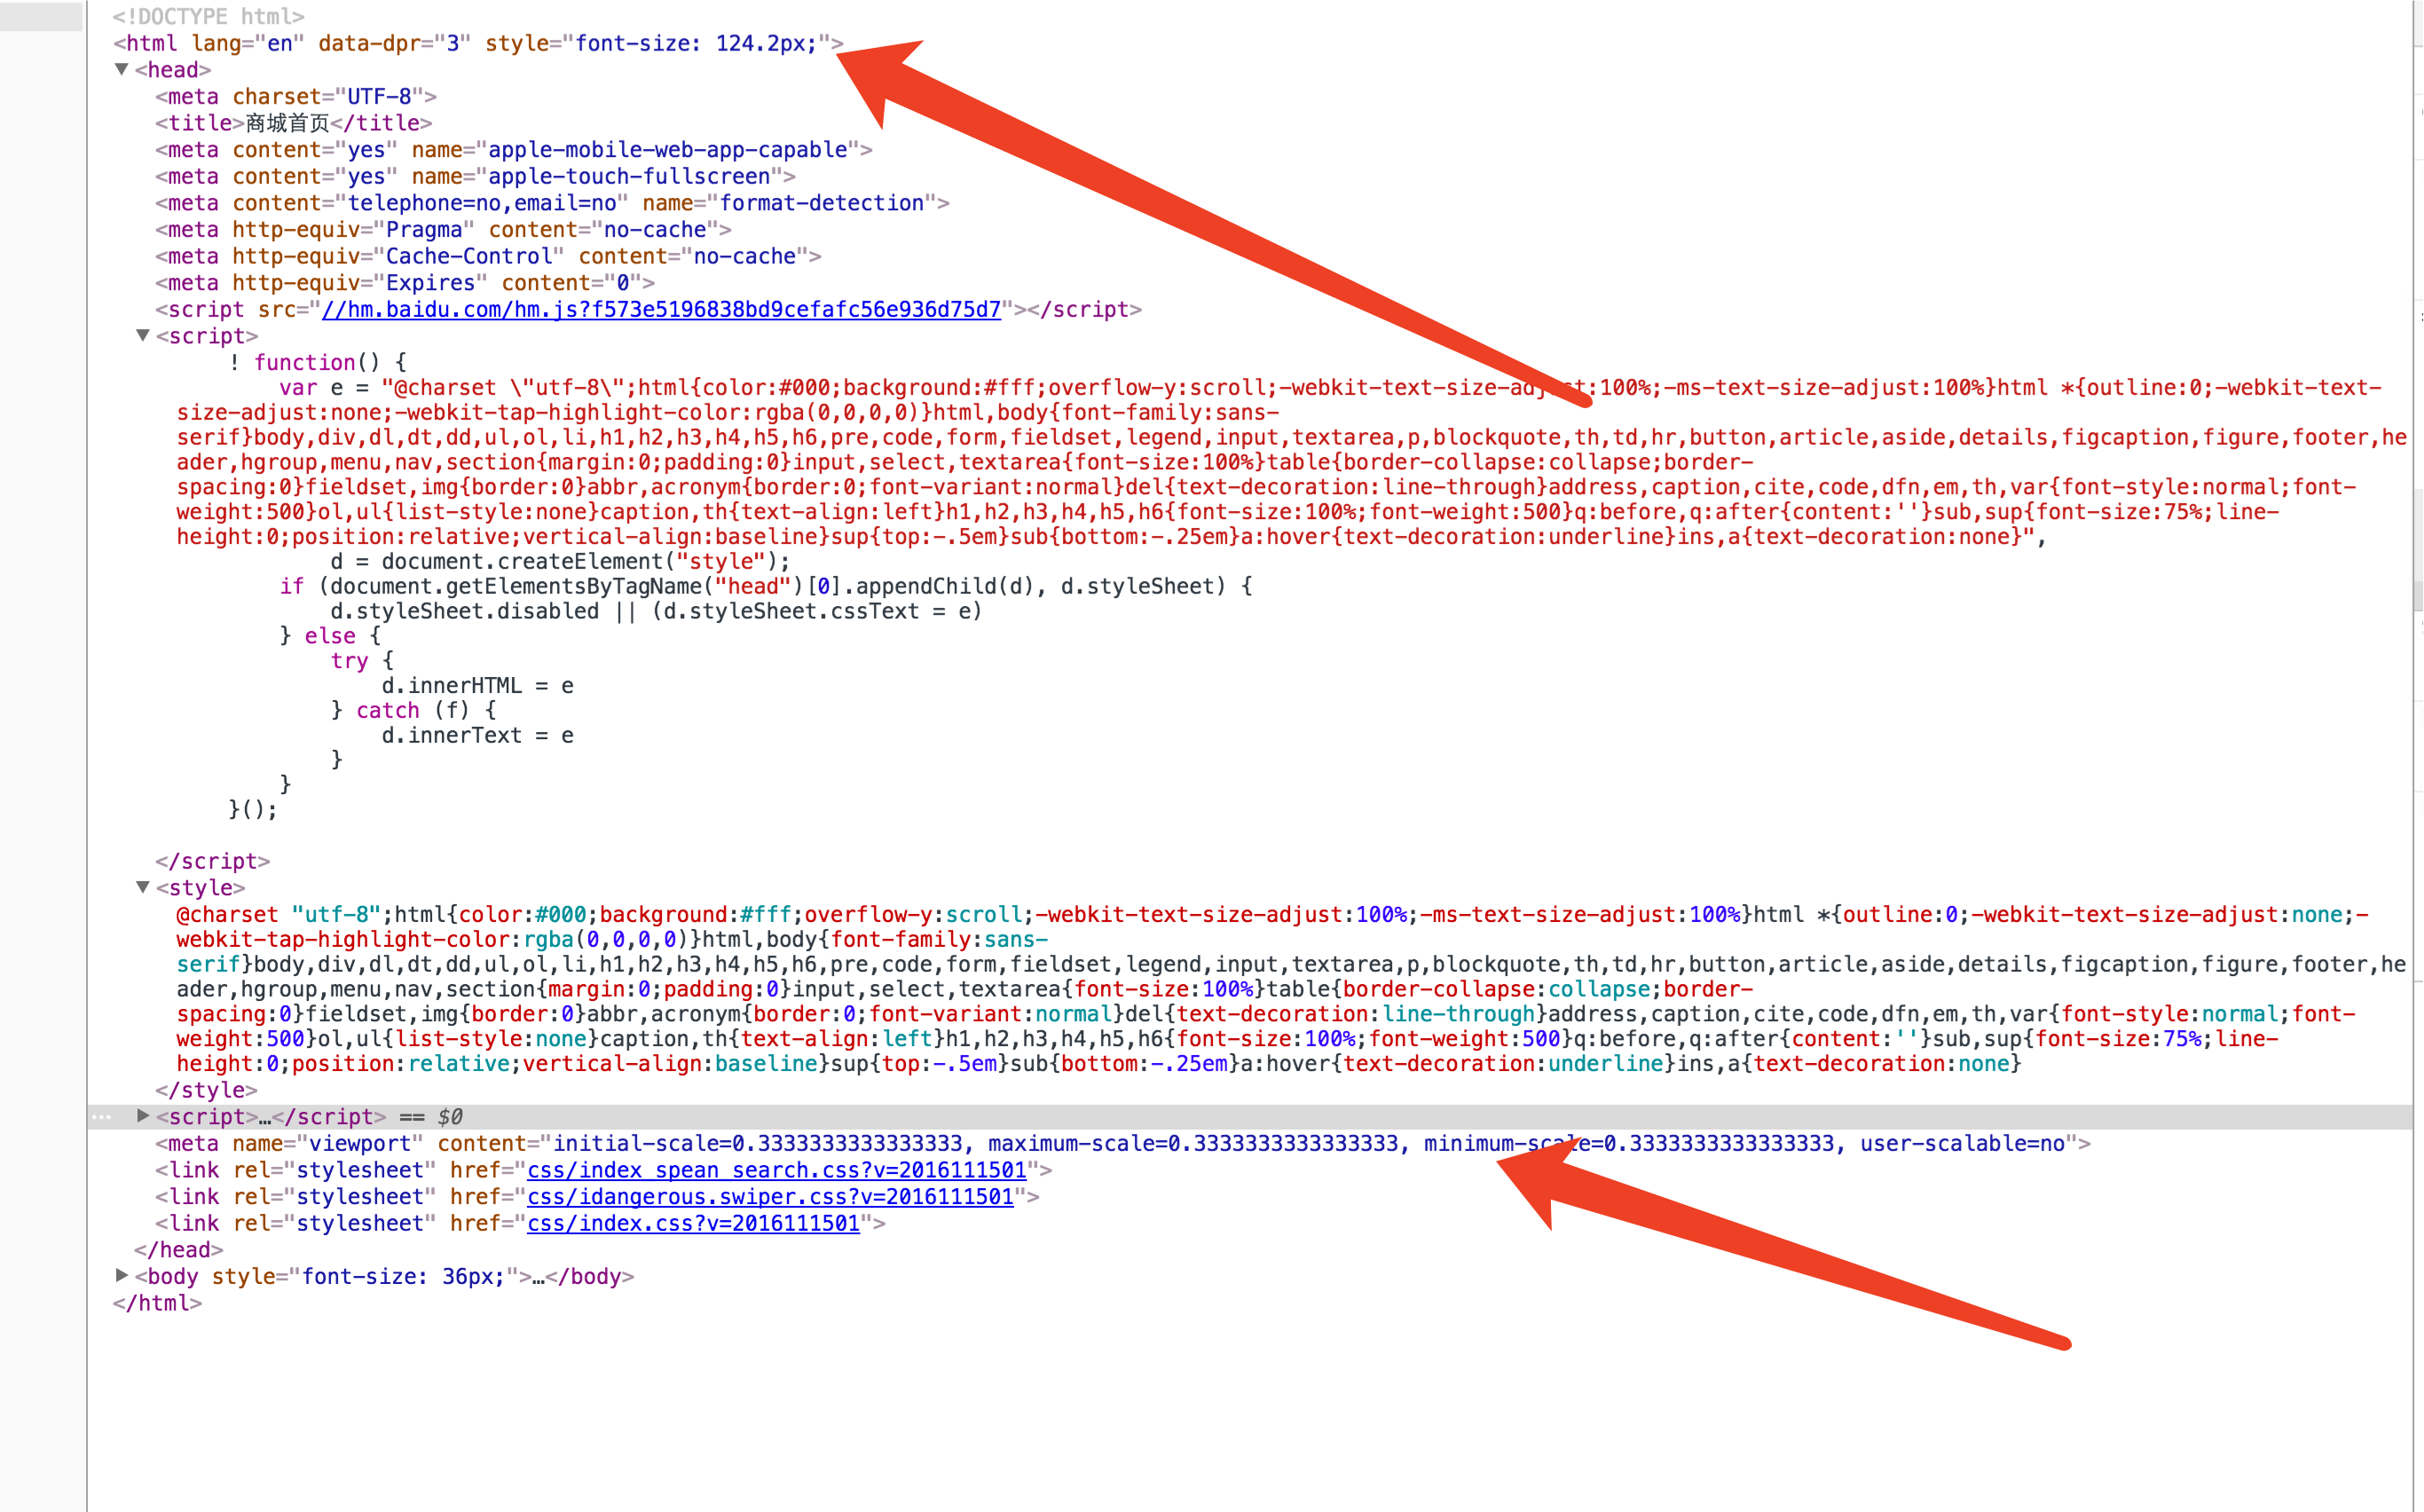 <!DOCTYPE html>
<html lang="en" data-dpr="3" style="font-size: 124.2px;">
▼<head>
<meta charset="UTF-8">
<title>商城首页</title>
<meta content="yes" name="apple-mobile-web-app-capable">
<meta content="yes" name="apple-touch-fullscreen">
<meta content="telephone=no,email=no" name="format-detection">
<meta http-equiv="Pragma" content="no-cache">
<meta http-equiv="Cache-Control" content="no-cache">
<meta http-equiv="Expires" content="0">
<script src="//hm.baidu.com/hm.js?f573e5196838bd9cefafc56e936d75d7"></script>
▼<script>
! function() {
var e = "@charset \"utf-8\";html{color:#000;background:#fff;overflow-y:scroll;-webkit-text-size-adjust:100%;-ms-text-size-adjust:100%}html *{outline:0;-webkit-text-
size-adjust:none;-webkit-tap-highlight-color:rgba(0,0,0,0)}html,body{font-family:sans-
serif}body,div,dl,dt,dd,ul,ol,li,h1,h2,h3,h4,h5,h6,pre,code,form,fieldset,legend,input,textarea,p,blockquote,th,td,hr,button,article,aside,details,figcaption,figure,footer,he
ader,hgroup,menu,nav,section{margin:0;padding:0}input,select,textarea{font-size:100%}table{border-collapse:collapse;border-
spacing:0}fieldset,img{border:0}abbr,acronym{border:0;font-variant:normal}del{text-decoration:line-through}address,caption,cite,code,dfn,em,th,var{font-style:normal;font-
weight:500}ol,ul{list-style:none}caption,th{text-align:left}h1,h2,h3,h4,h5,h6{font-size:100%;font-weight:500}q:before,q:after{content:''}sub,sup{font-size:75%;line-
height:0;position:relative;vertical-align:baseline}sup{top:-.5em}sub{bottom:-.25em}a:hover{text-decoration:underline}ins,a{text-decoration:none}",
d = document.createElement("style");
if (document.getElementsByTagName("head")[0].appendChild(d), d.styleSheet) {
d.styleSheet.disabled || (d.styleSheet.cssText = e)
} else {
try {
d.innerHTML = e
} catch (f) {
d.innerText = e
}
}
}();
</script>
▼<style>
@charset "utf-8";html{color:#000;background:#fff;overflow-y:scroll;-webkit-text-size-adjust:100%;-ms-text-size-adjust:100%}html *{outline:0;-webkit-text-size-adjust:none;-
webkit-tap-highlight-color:rgba(0,0,0,0)}html,body{font-family:sans-
serif}body,div,dl,dt,dd,ul,ol,li,h1,h2,h3,h4,h5,h6,pre,code,form,fieldset,legend,input,textarea,p,blockquote,th,td,hr,button,article,aside,details,figcaption,figure,footer,he
ader,hgroup,menu,nav,section{margin:0;padding:0}input,select,textarea{font-size:100%}table{border-collapse:collapse;border-
spacing:0}fieldset,img{border:0}abbr,acronym{border:0;font-variant:normal}del{text-decoration:line-through}address,caption,cite,code,dfn,em,th,var{font-style:normal;font-
weight:500}ol,ul{list-style:none}caption,th{text-align:left}h1,h2,h3,h4,h5,h6{font-size:100%;font-weight:500}q:before,q:after{content:''}sub,sup{font-size:75%;line-
height:0;position:relative;vertical-align:baseline}sup{top:-.5em}sub{bottom:-.25em}a:hover{text-decoration:underline}ins,a{text-decoration:none}
</style>
▶<script>…</script> == $0
<meta name="viewport" content="initial-scale=0.3333333333333333, maximum-scale=0.3333333333333333, minimum-scale=0.3333333333333333, user-scalable=no">
<link rel="stylesheet" href="css/index_spean_search.css?v=2016111501">
<link rel="stylesheet" href="css/idangerous.swiper.css?v=2016111501">
<link rel="stylesheet" href="css/index.css?v=2016111501">
</head>
▶<body style="font-size: 36px;">…</body>
</html>